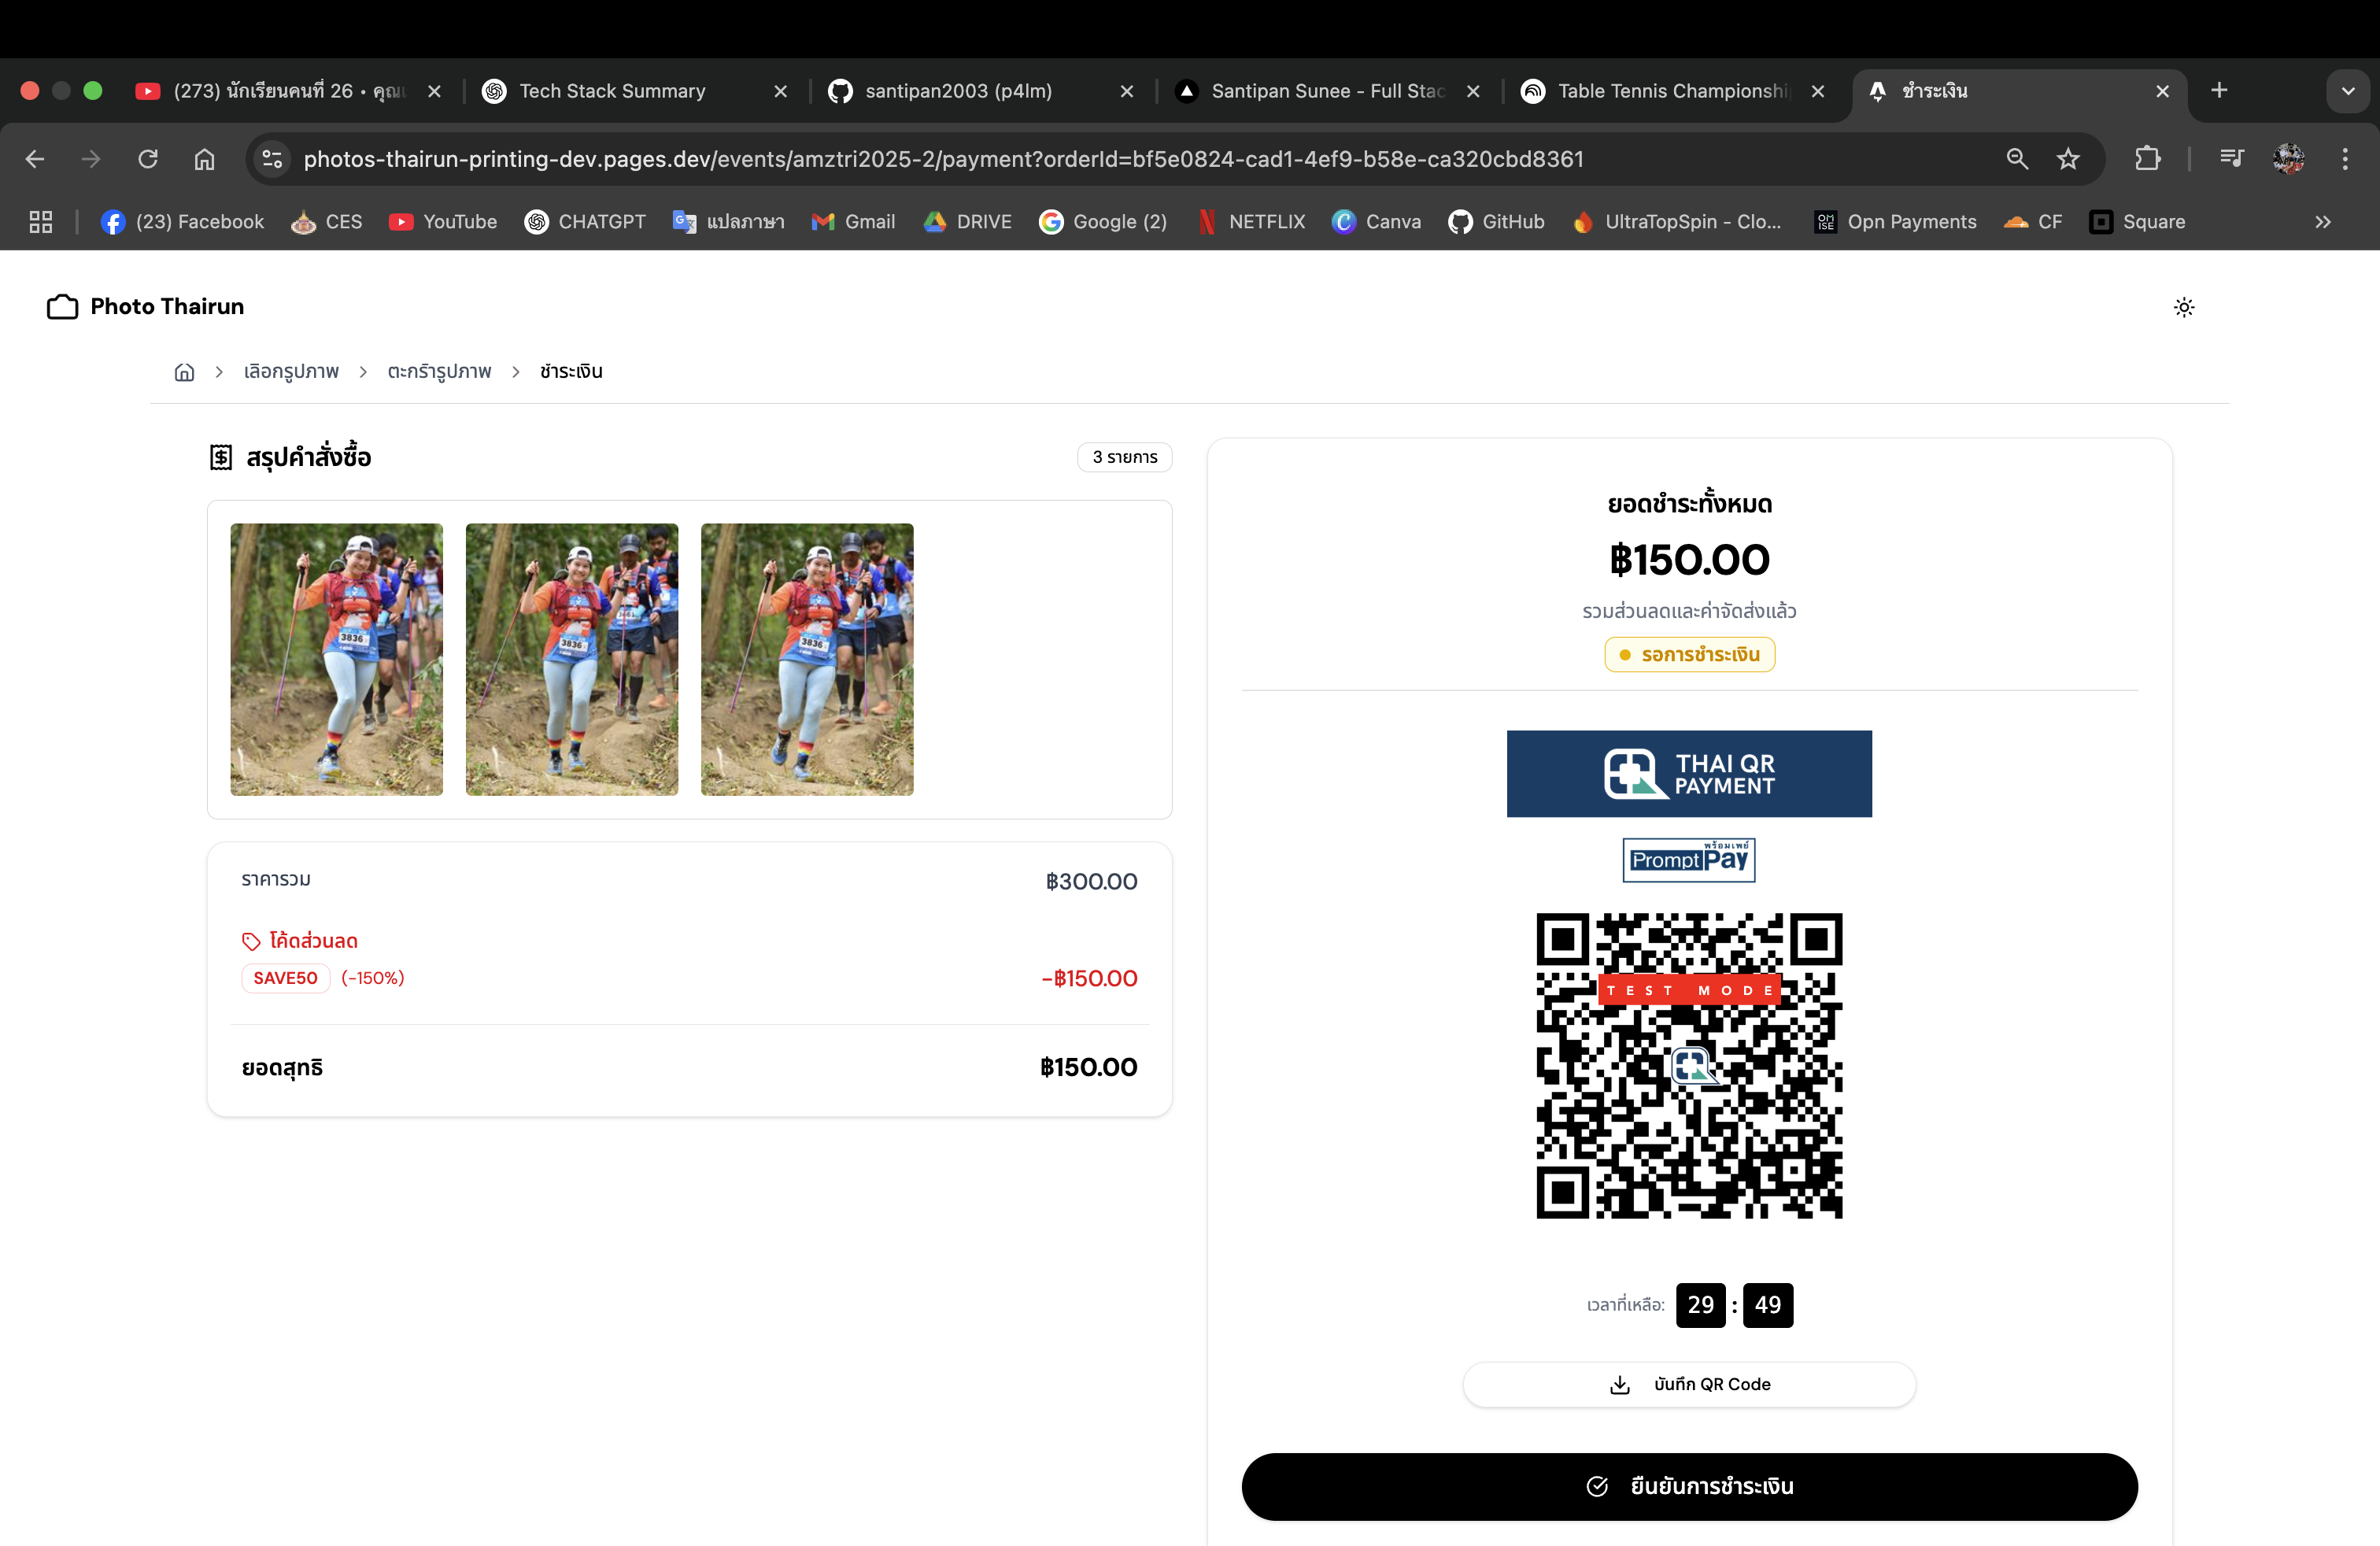 (273) นักเรียนคนที่ 26 • คุณ
Tech Stack Summary
santipan2003 (p4lm)
Santipan Sunee - Full Stac
Table Tennis Championshi
ชำระเงิน
photos-thairun-printing-dev.pages.dev/events/amztri2025-2/payment?orderId=bf5e0824-cad1-4ef9-b58e-ca320cbd8361
(23) Facebook
CES
YouTube
CHATGPT
แปลภาษา
Gmail
DRIVE
Google (2)
NETFLIX
Canva
GitHub
UltraTopSpin - Clo...
OM
ISE
Opn Payments
CF
Square
Photo Thairun
เลือกรูปภาพ > ตะกร้ารูปภาพ > ชำระเงิน
สรุปคำสั่งซื้อ
3 รายการ
3836
3836
3836
ราคารวม ฿300.00
โค้ดส่วนลด
SAVE50 (-150%) -฿150.00
ยอดสุทธิ ฿150.00
ยอดชำระทั้งหมด
฿150.00
รวมส่วนลดและค่าจัดส่งแล้ว
รอการชำระเงิน
THAI QR
PAYMENT
พร้อมเพย์
PromptPay
TEST MODE
เวลาที่เหลือ: 29 : 49
บันทึก QR Code
ยืนยันการชำระเงิน